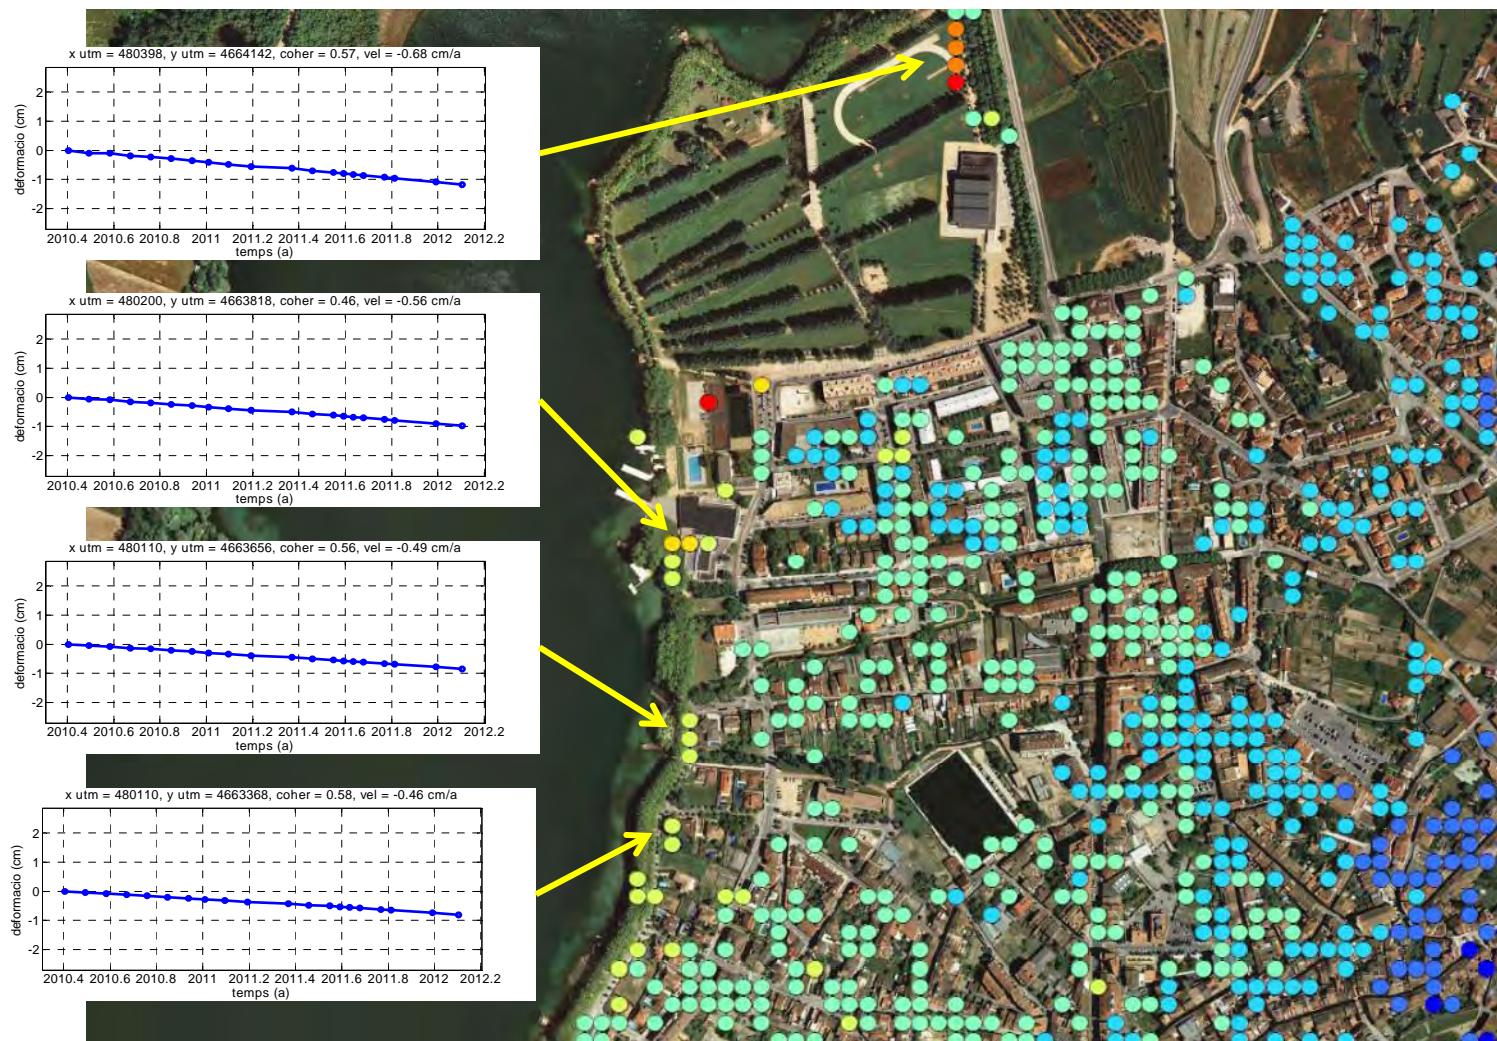 x utm = 480398, y utm = 4664142, coher = 0.57, vel = -0.68 cm/a
deformacio (cm)
2
1
0
-1
-2
2010.4 2010.6 2010.8 2011 2011.2 2011.4 2011.6 2011.8 2012 2012.2
temps (a)
x utm = 480200, y utm = 4663818, coher = 0.46, vel = -0.56 cm/a
deformacio (cm)
2
1
0
-1
-2
2010.4 2010.6 2010.8 2011 2011.2 2011.4 2011.6 2011.8 2012 2012.2
temps (a)
x utm = 480110, y utm = 4663656, coher = 0.56, vel = -0.49 cm/a
deformacio (cm)
2
1
0
-1
-2
2010.4 2010.6 2010.8 2011 2011.2 2011.4 2011.6 2011.8 2012 2012.2
temps (a)
x utm = 480110, y utm = 4663368, coher = 0.58, vel = -0.46 cm/a
deformacio (cm)
2
1
0
-1
-2
2010.4 2010.6 2010.8 2011 2011.2 2011.4 2011.6 2011.8 2012 2012.2
temps (a)